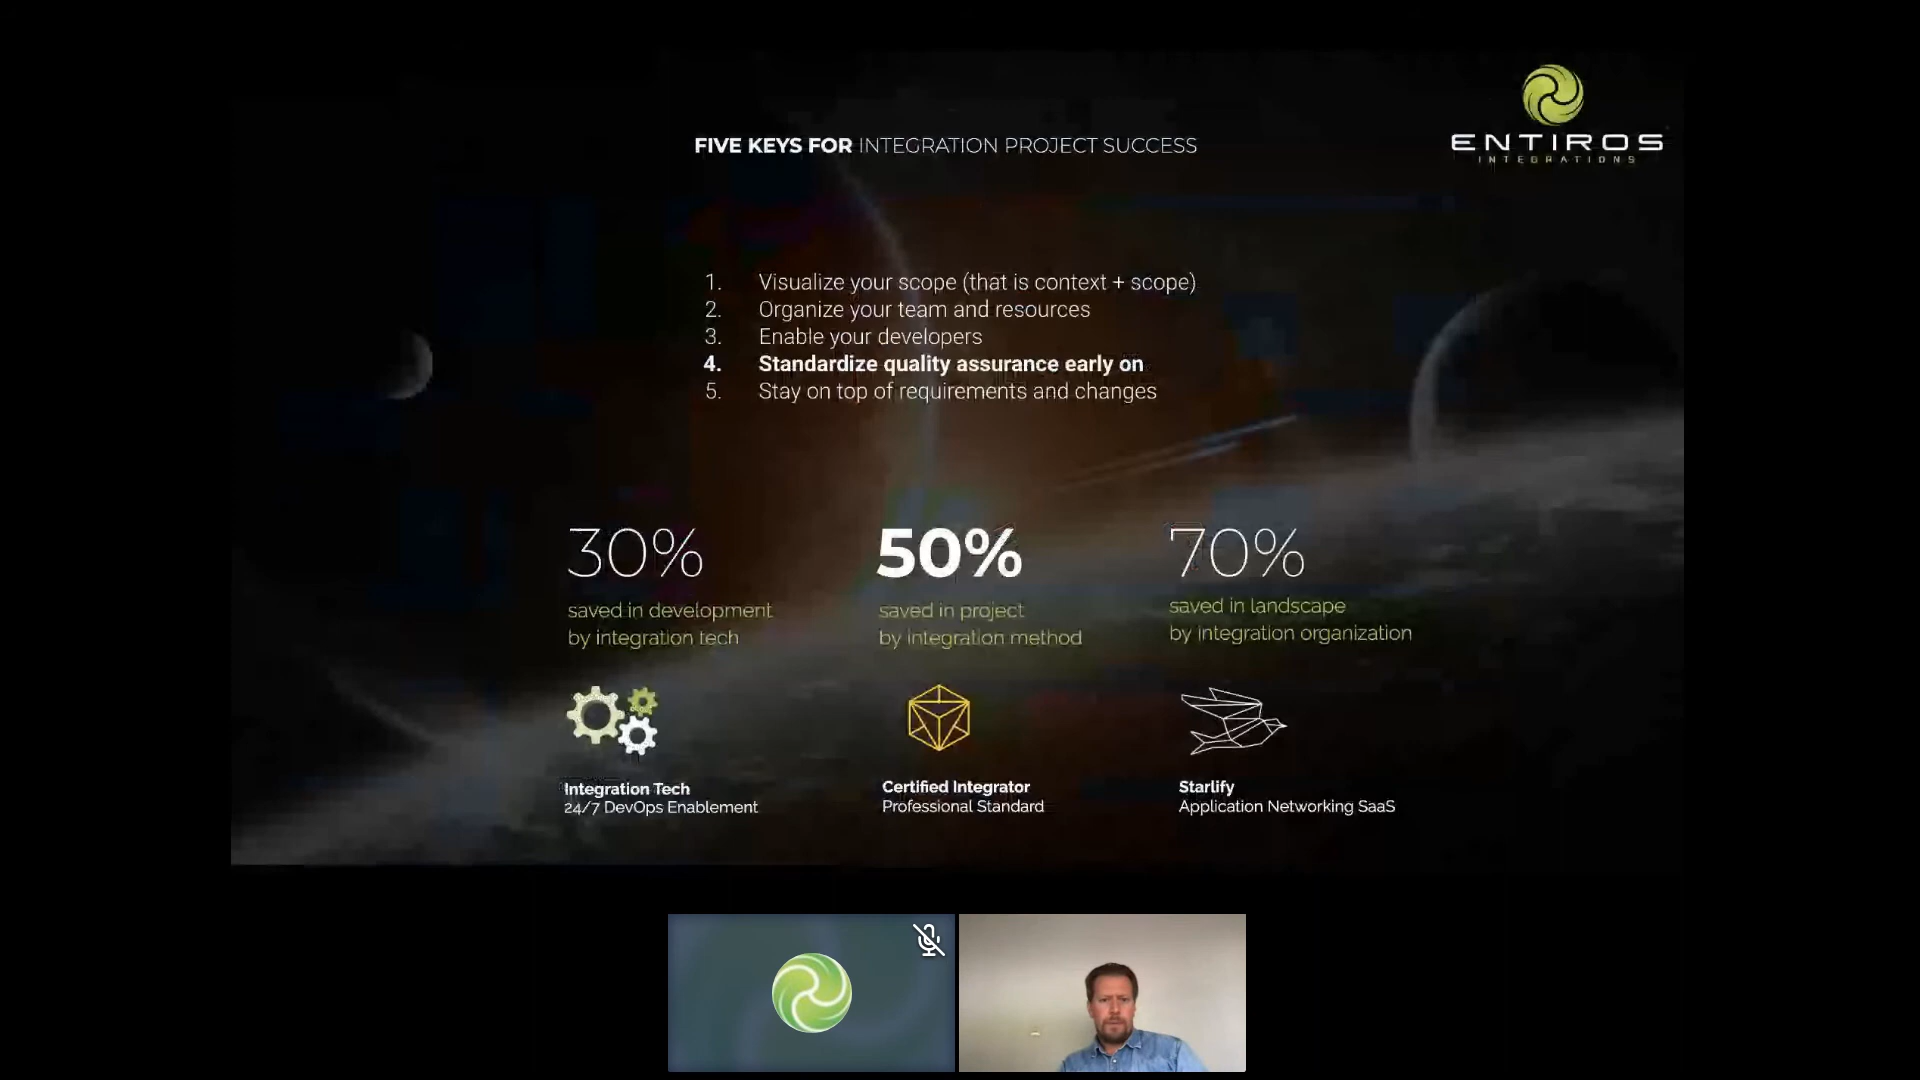 ENTIROS
INTEGRATIONS
FIVE KEYS FOR INTEGRATION PROJECT SUCCESS
1. Visualize your scope (that is context + scope)
2. Organize your team and resources
3. Enable your developers
4. Standardize quality assurance early on
5. Stay on top of requirements and changes
30%
saved in development
by integration tech
50%
saved in project
by integration method
70%
saved in landscape
by integration organization
Integration Tech
24/7 DevOps Enablement
Certified Integrator
Professional Standard
Starlify
Application Networking SaaS